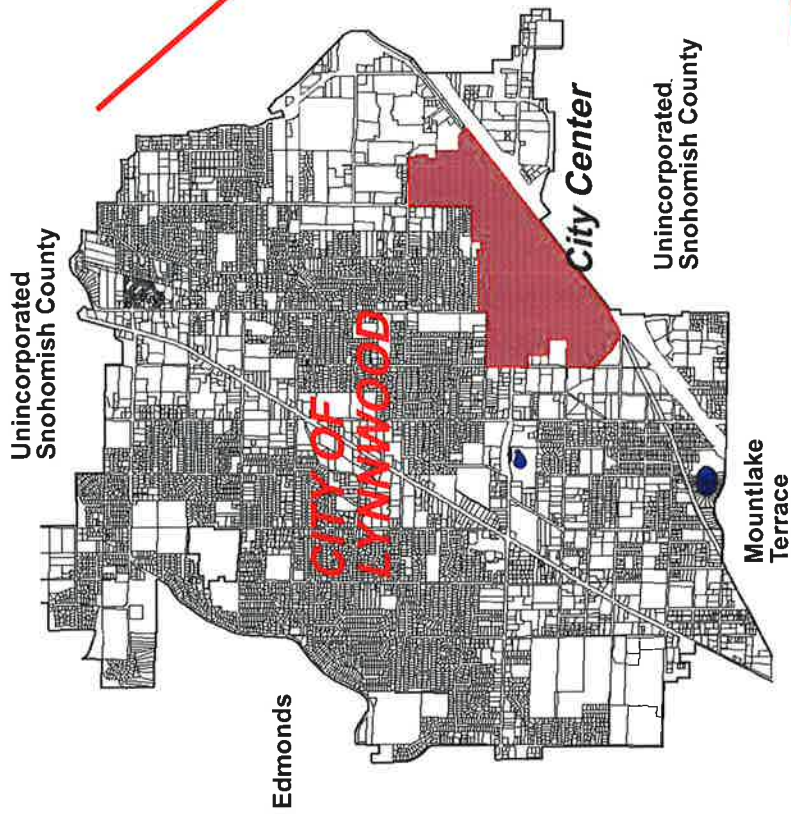 Unincorporated
Snohomish County
CITY OF
LYNNWOOD
City Center
Unincorporated
Snohomish County
Edmonds
Mountlake
Terrace